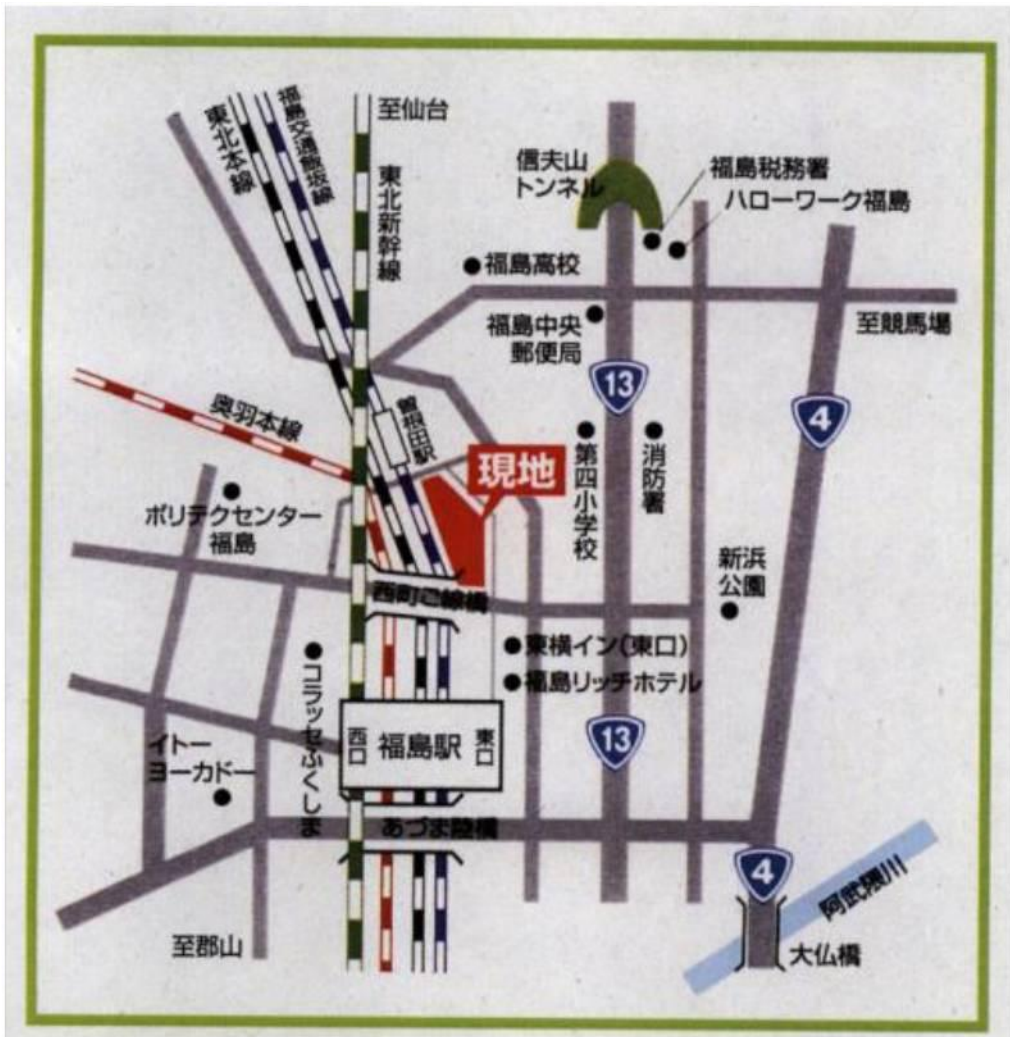 至仙台
東北本線
福島交通飯坂線
東北新幹線
信夫山
トンネル
福島税務署
ハローワーク福島
福島高校
福島中央
郵便局
至競馬場
13
4
奥羽本線
曽根田駅
現地
第四小学校
消防署
ポリテクセンター
福島
新浜
公園
西町こ線橋
東横イン(東口)
福島リッチホテル
コラッセふくしま
西口
福島駅
東口
13
イトー
ヨーカドー
あづま陸橋
4
阿武隈川
至郡山
大仏橋